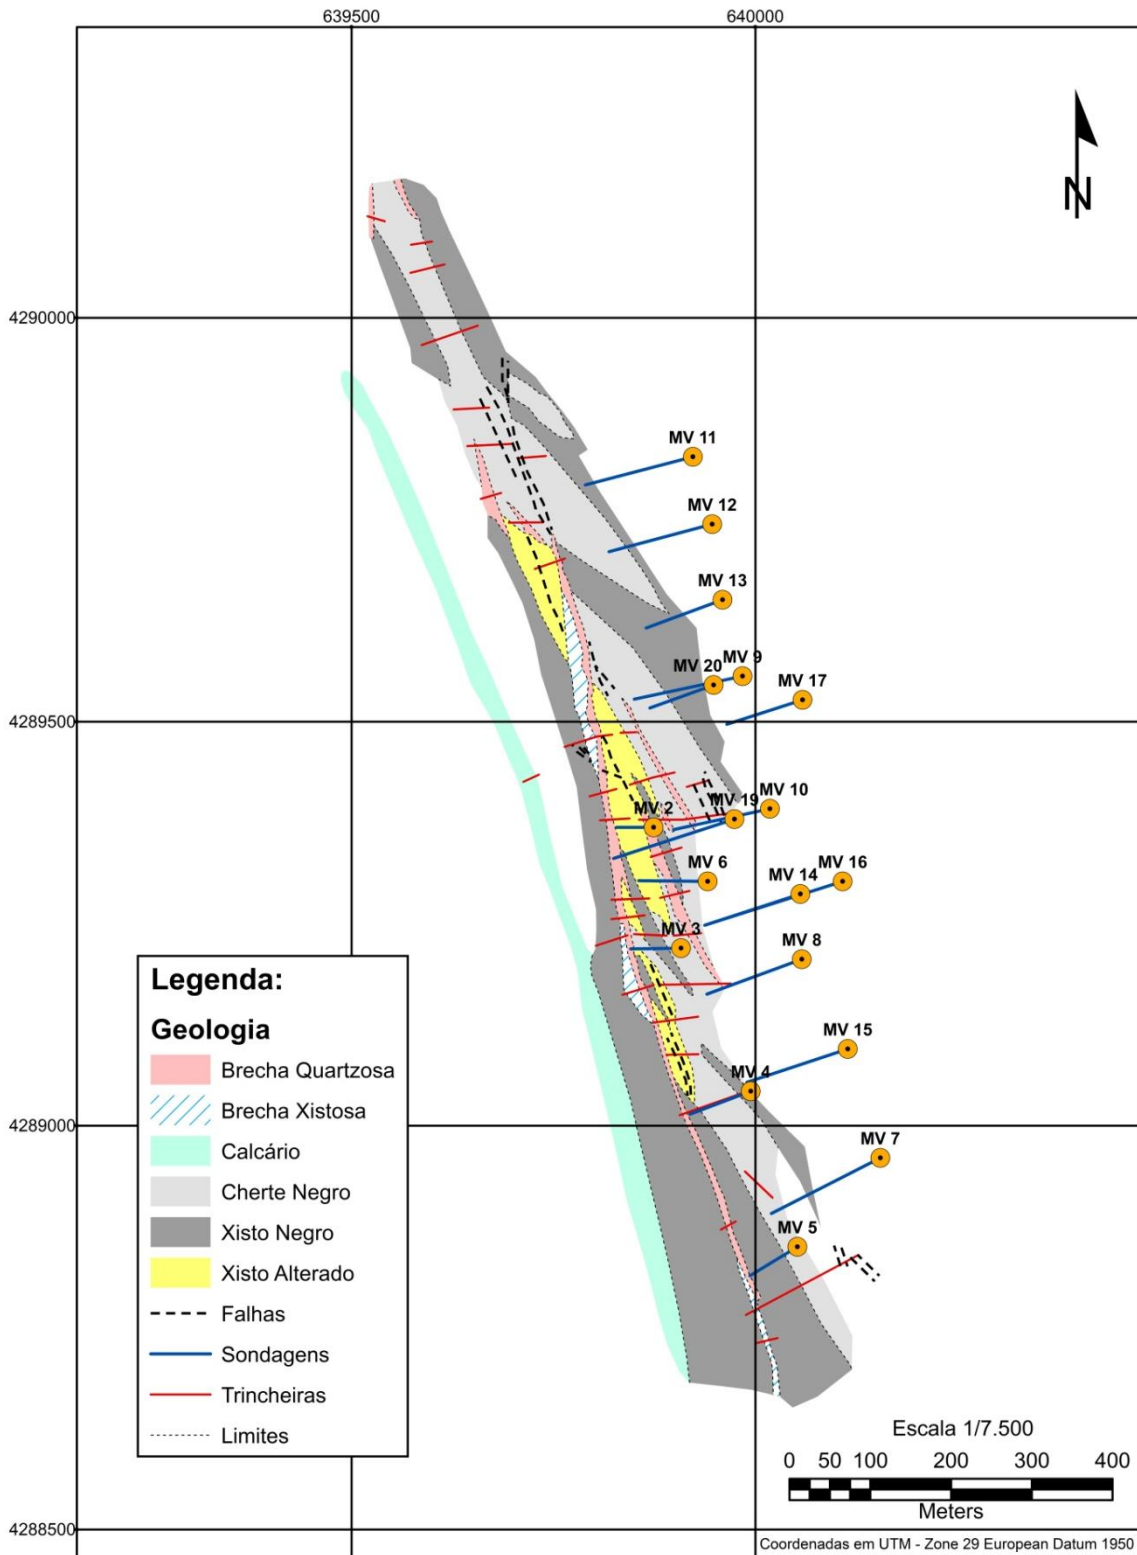 639500
640000
N
4290000
MV 11
MV 12
MV 13
MV 9
MV 20
MV 17
4289500
MV 10
MV 19
MV 2
MV 16
MV 6
MV 14
MV 3
MV 8
Legenda:
Geologia
Brecha Quartzosa
Brecha Xistosa
Calcário
Cherte Negro
Xisto Negro
Xisto Alterado
Falhas
Sondagens
Trincheiras
Limites
MV 15
MV 4
4289000
MV 7
MV 5
Escala 1/7.500
0 50 100 200 300 400
Meters
4288500
Coordenadas em UTM - Zone 29 European Datum 1950